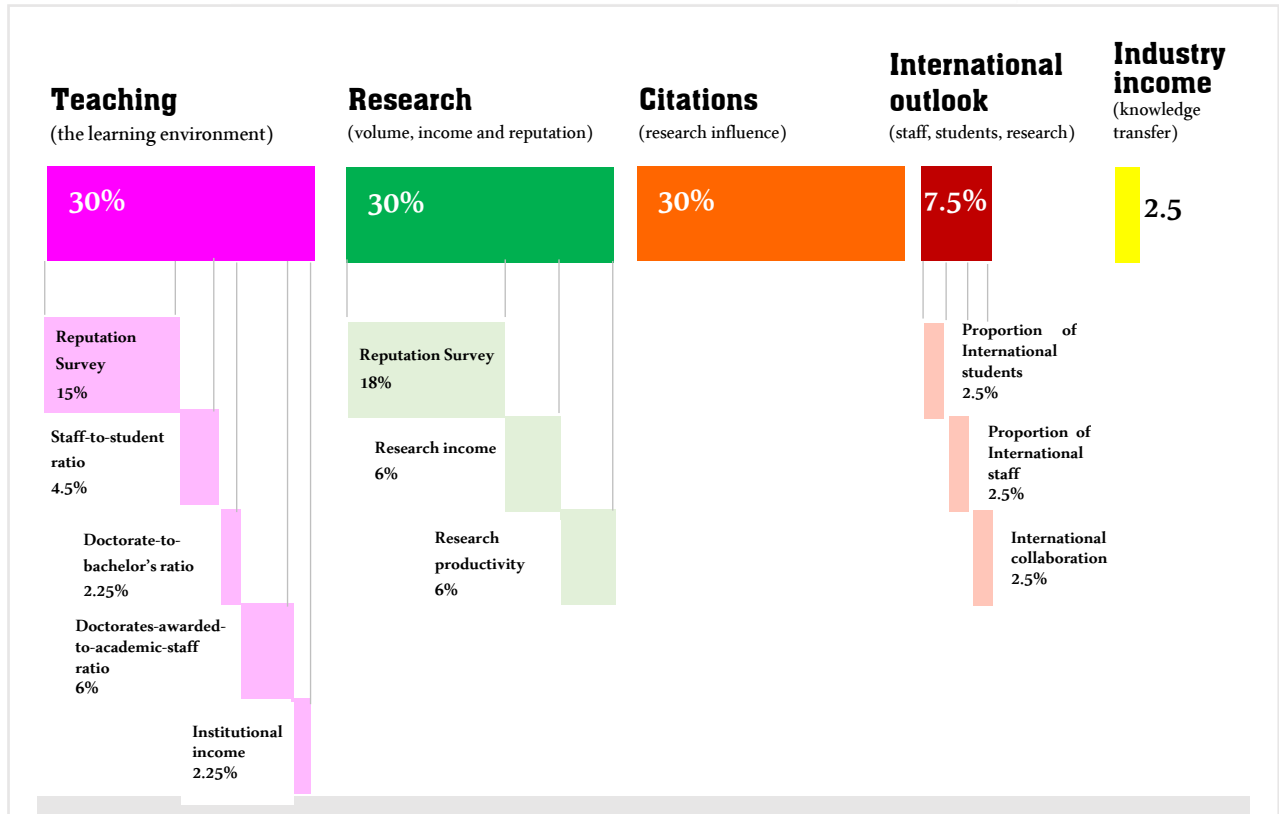 Teaching
(the learning environment)
30%
Reputation
Survey
15%
Staff-to-student
ratio
4.5%
Doctorate-to-
bachelor’s ratio
2.25%
Doctorates-awarded-
to-academic-staff
ratio
6%
Institutional
income
2.25%
Research
(volume, income and reputation)
30%
Reputation Survey
18%
Research income
6%
Research
productivity
6%
Citations
(research influence)
30%
International
outlook
(staff, students, research)
7.5%
Proportion of
International
students
2.5%
Proportion of
International
staff
2.5%
International
collaboration
2.5%
Industry
income
(knowledge
transfer)
2.5